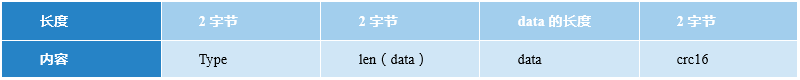 长度 2 字节 2 字节 data 的长度 2 字节
内容 Type len（data） data crc16